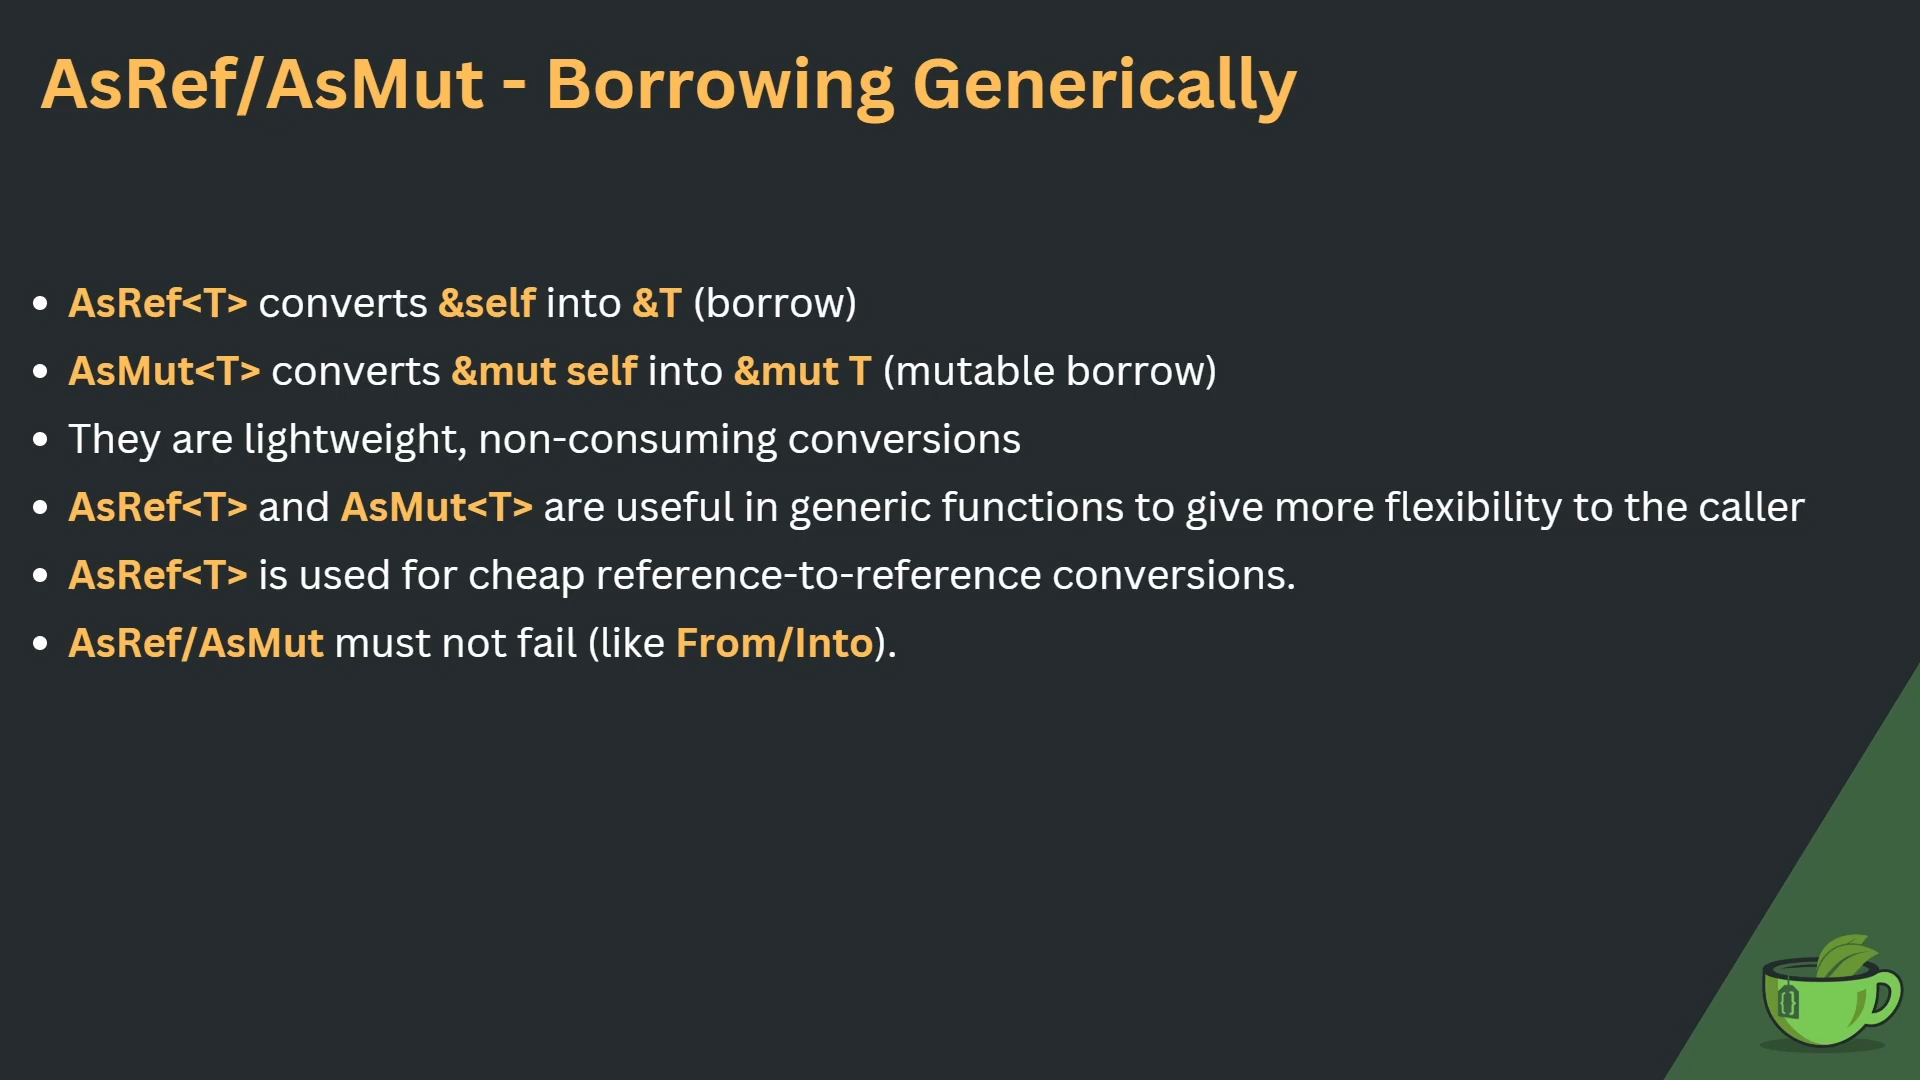 AsRef/AsMut - Borrowing Generically
• AsRef<T> converts &self into &T (borrow)
• AsMut<T> converts &mut self into &mut T (mutable borrow)
• They are lightweight, non-consuming conversions
• AsRef<T> and AsMut<T> are useful in generic functions to give more flexibility to the caller
• AsRef<T> is used for cheap reference-to-reference conversions.
• AsRef/AsMut must not fail (like From/Into).
{}